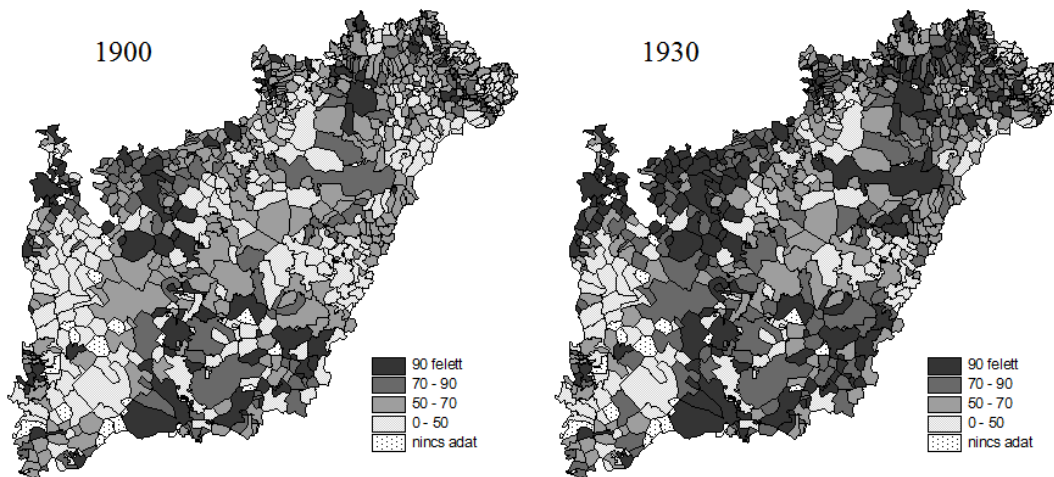 1900
90 felett
70 - 90
50 - 70
0 - 50
nincs adat
1930
90 felett
70 - 90
50 - 70
0 - 50
nincs adat